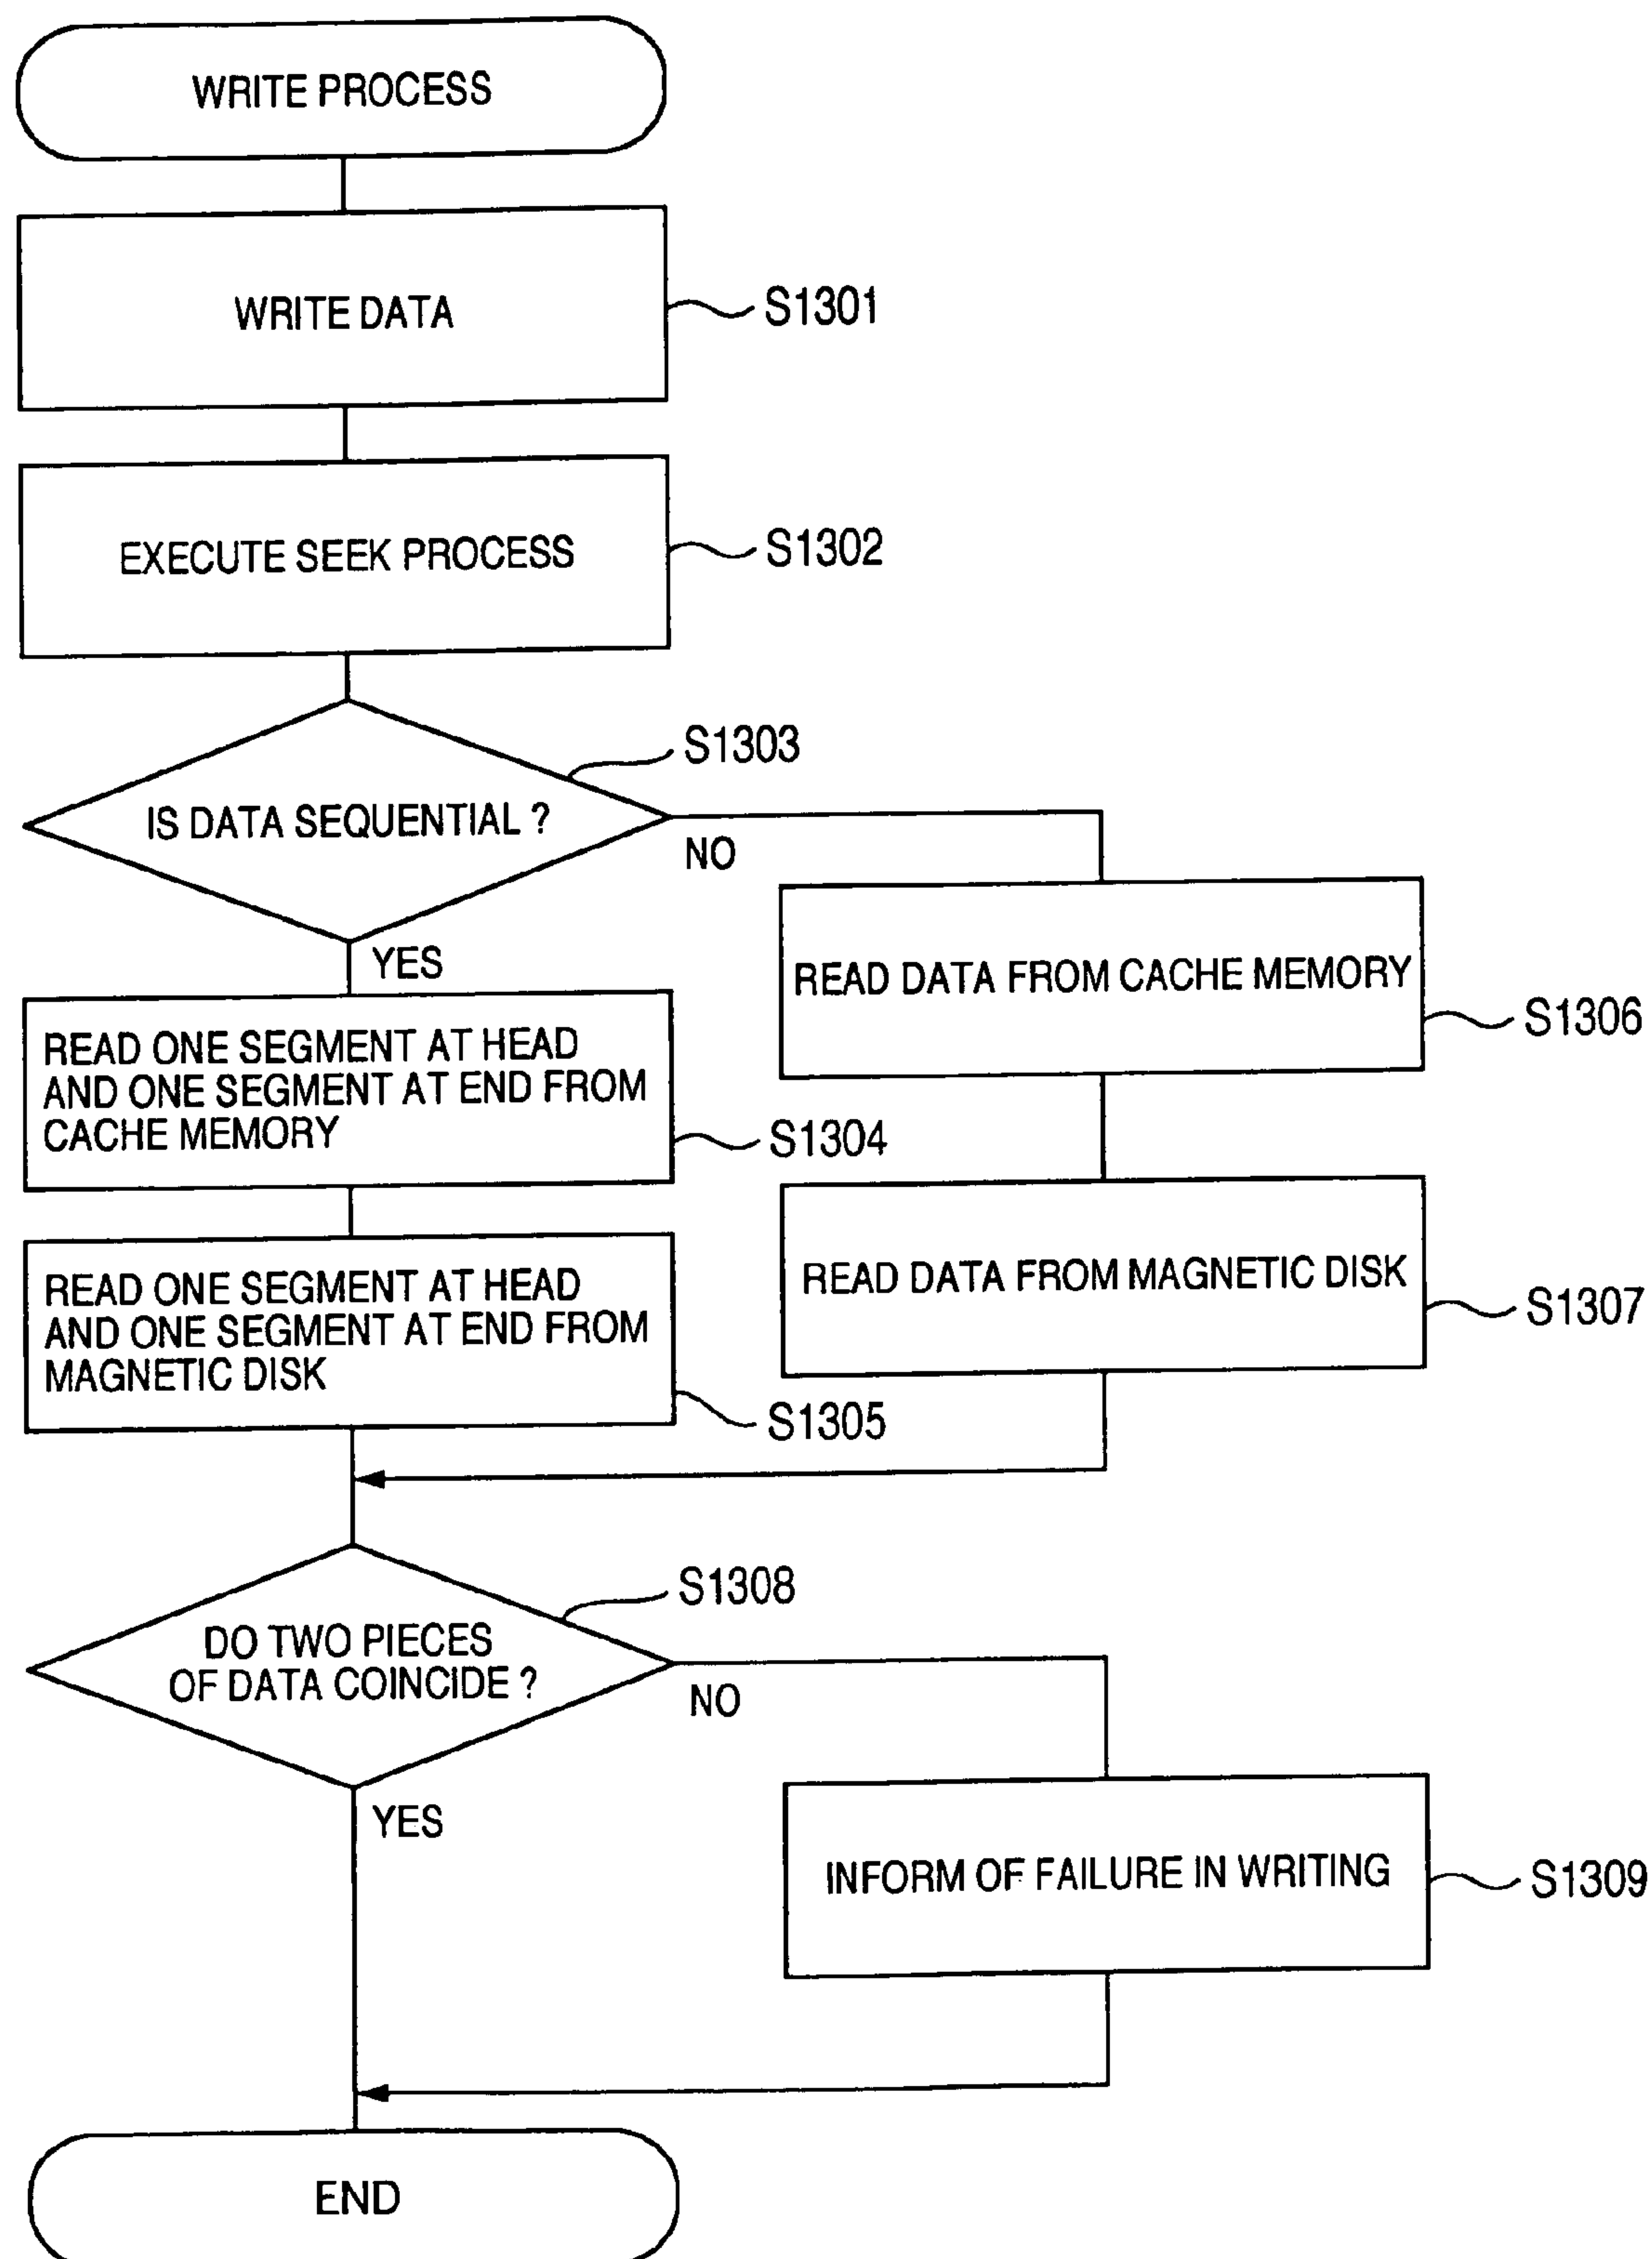 WRITE PROCESS
WRITE DATA
S1301
EXECUTE SEEK PROCESS
S1302
S1303
IS DATA SEQUENTIAL ?
NO
YES
READ DATA FROM CACHE MEMORY
S1306
READ ONE SEGMENT AT HEAD
AND ONE SEGMENT AT END FROM
CACHE MEMORY
S1304
READ DATA FROM MAGNETIC DISK
S1307
READ ONE SEGMENT AT HEAD
AND ONE SEGMENT AT END FROM
MAGNETIC DISK
S1305
S1308
DO TWO PIECES
OF DATA COINCIDE ?
NO
YES
INFORM OF FAILURE IN WRITING
S1309
END